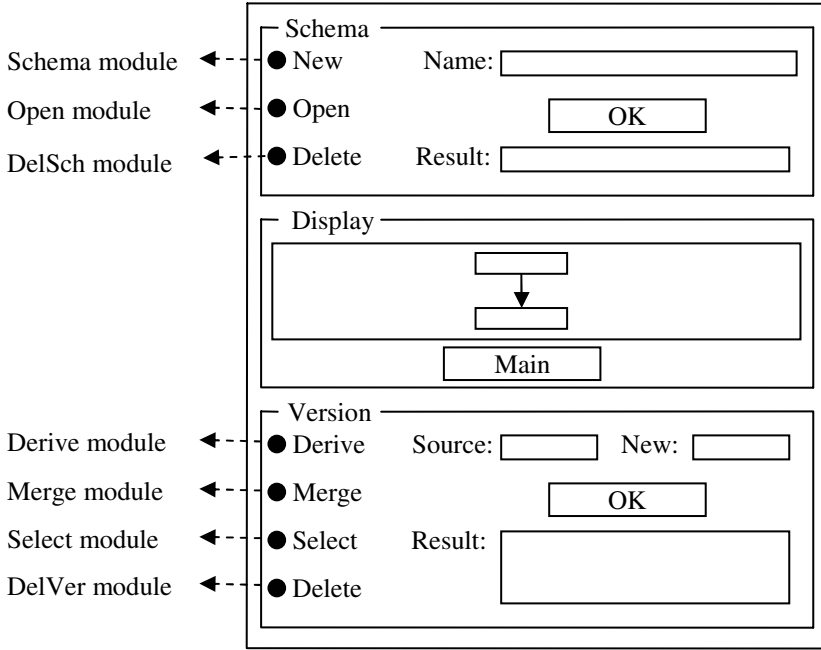 Schema
Schema module
New
Name:
Open module
Open
OK
DelSch module
Delete
Result:
Display
Main
Version
Derive module
Derive
Source:
New:
Merge module
Merge
OK
Select module
Select
Result:
DelVer module
Delete